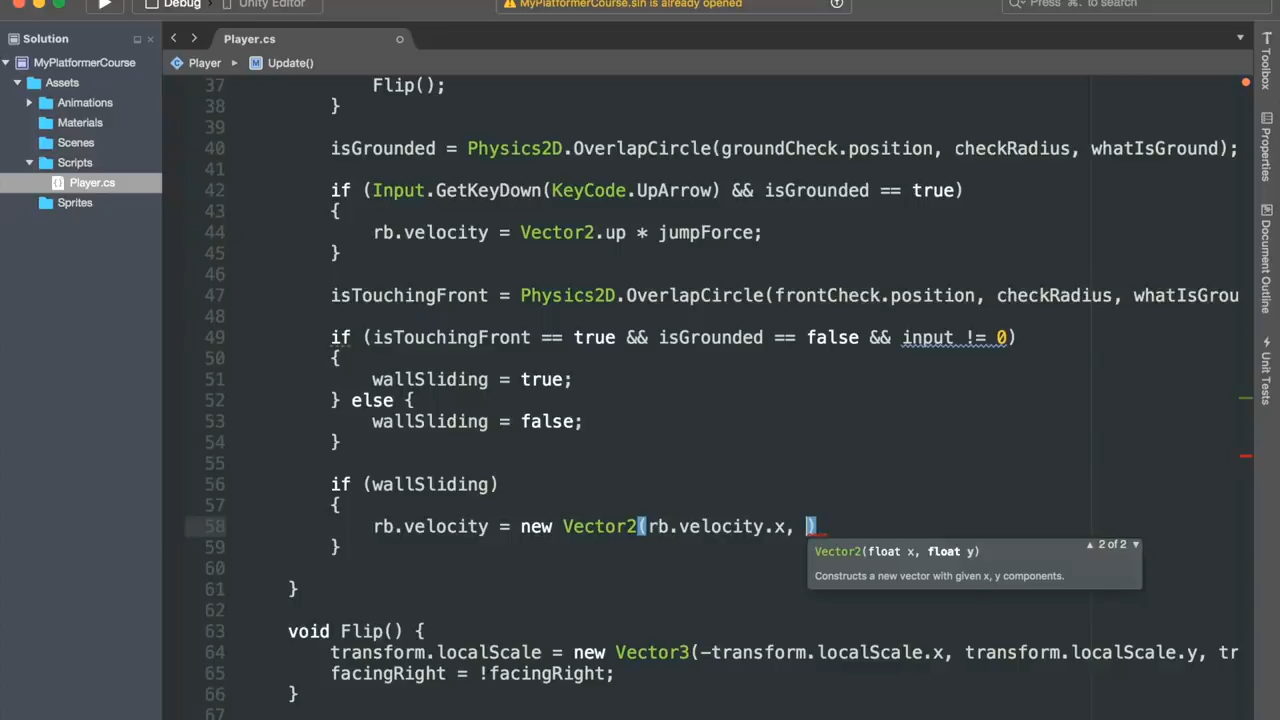 Debug
Unity Editor
MyPlatformerCourse.sln is already opened
Press ⌘. to search
Solution
MyPlatformerCourse
Assets
Animations
Materials
Scenes
Scripts
Player.cs
Sprites
Player.cs
Player
Update()
37 Flip();
38 }
39
40 isGrounded = Physics2D.OverlapCircle(groundCheck.position, checkRadius, whatIsGround);
41
42 if (Input.GetKeyDown(KeyCode.UpArrow) && isGrounded == true)
43 {
44 rb.velocity = Vector2.up * jumpForce;
45 }
46
47 isTouchingFront = Physics2D.OverlapCircle(frontCheck.position, checkRadius, whatIsGrou
48
49 if (isTouchingFront == true && isGrounded == false && input != 0)
50 {
51 wallSliding = true;
52 } else {
53 wallSliding = false;
54 }
55
56 if (wallSliding)
57 {
58 rb.velocity = new Vector2(rb.velocity.x, )
59 }
60
61 }
62
63 void Flip() {
64 transform.localScale = new Vector3(-transform.localScale.x, transform.localScale.y, tr
65 facingRight = !facingRight;
66 }
67
Vector2(float x, float y)
▲ 2 of 2 ▼
Constructs a new vector with given x, y components.
Toolbox
Properties
Document Outline
Unit Tests